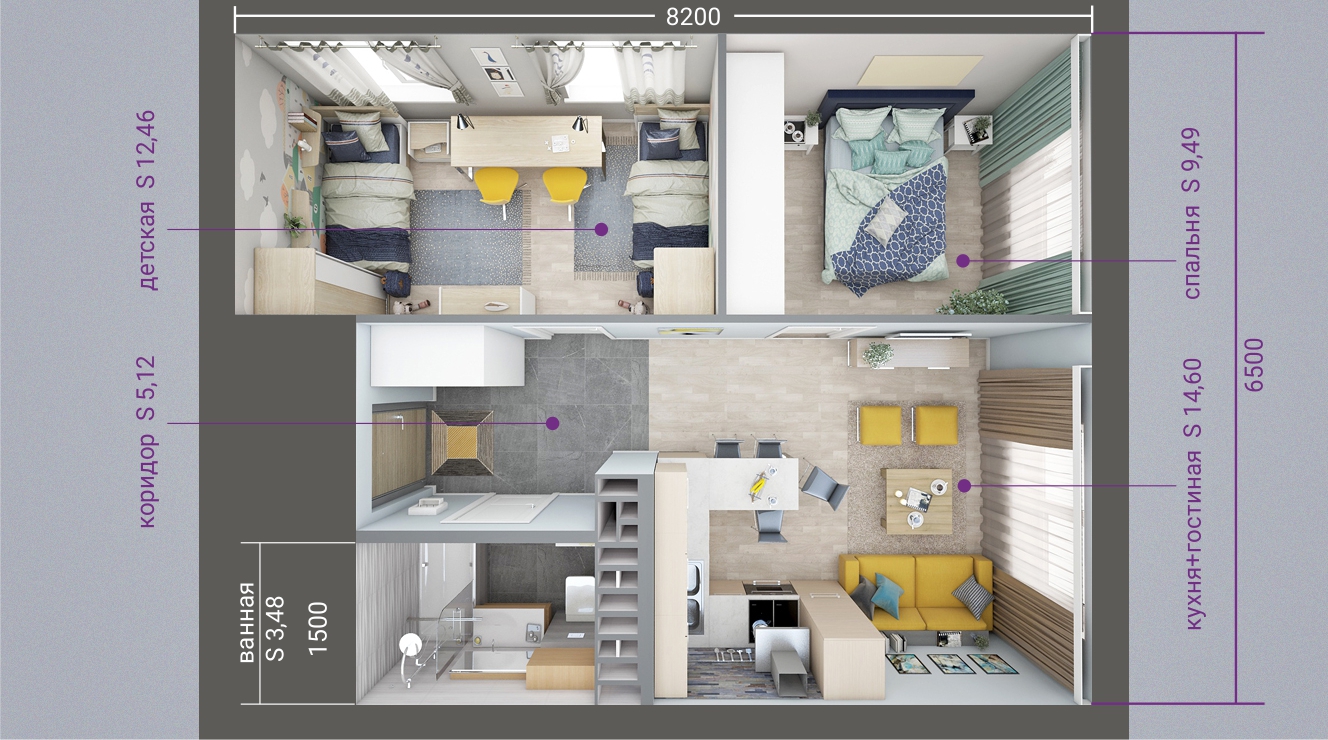 8200
детская S 12,46
спальня S 9,49
коридор S 5,12
6500
кухня+гостиная S 14,60
ванная
S 3,48
1500